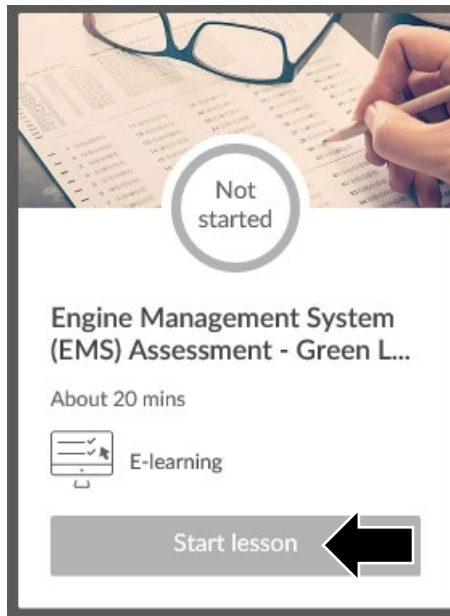 Not
started
Engine Management System
(EMS) Assessment - Green L...
About 20 mins
E-learning
Start lesson